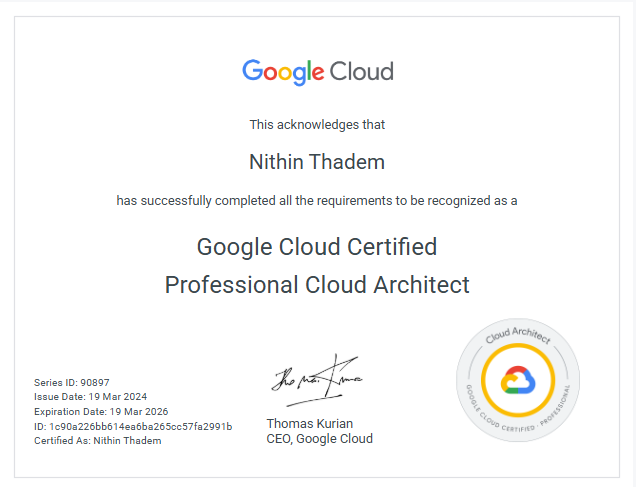 Google Cloud
This acknowledges that
Nithin Thadem
has successfully completed all the requirements to be recognized as a
Google Cloud Certified
Professional Cloud Architect
Series ID: 90897
Issue Date: 19 Mar 2024
Expiration Date: 19 Mar 2026
ID: 1c90a226bb614ea6ba265cc57fa2991b
Certified As: Nithin Thadem
Thomas Kurian
CEO, Google Cloud
Cloud Architect
GOOGLE CLOUD CERTIFIED · PROFESSIONAL